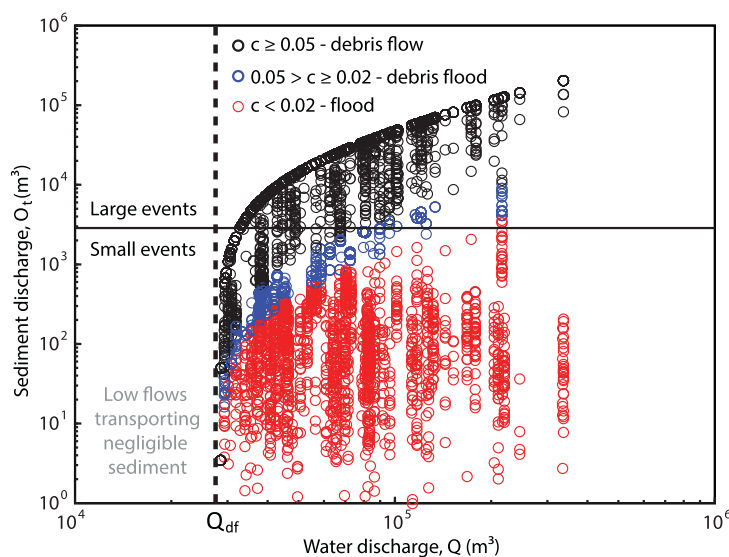 10⁶
10⁵
10⁴
10³
10²
10¹
10⁰
Sediment discharge, Oₜ (m³)
c ≥ 0.05 - debris flow
0.05 > c ≥ 0.02 - debris flood
c < 0.02 - flood
Large events
Small events
Low flows
transporting
negligible
sediment
10⁴
Q_df
10⁵
10⁶
Water discharge, Q (m³)